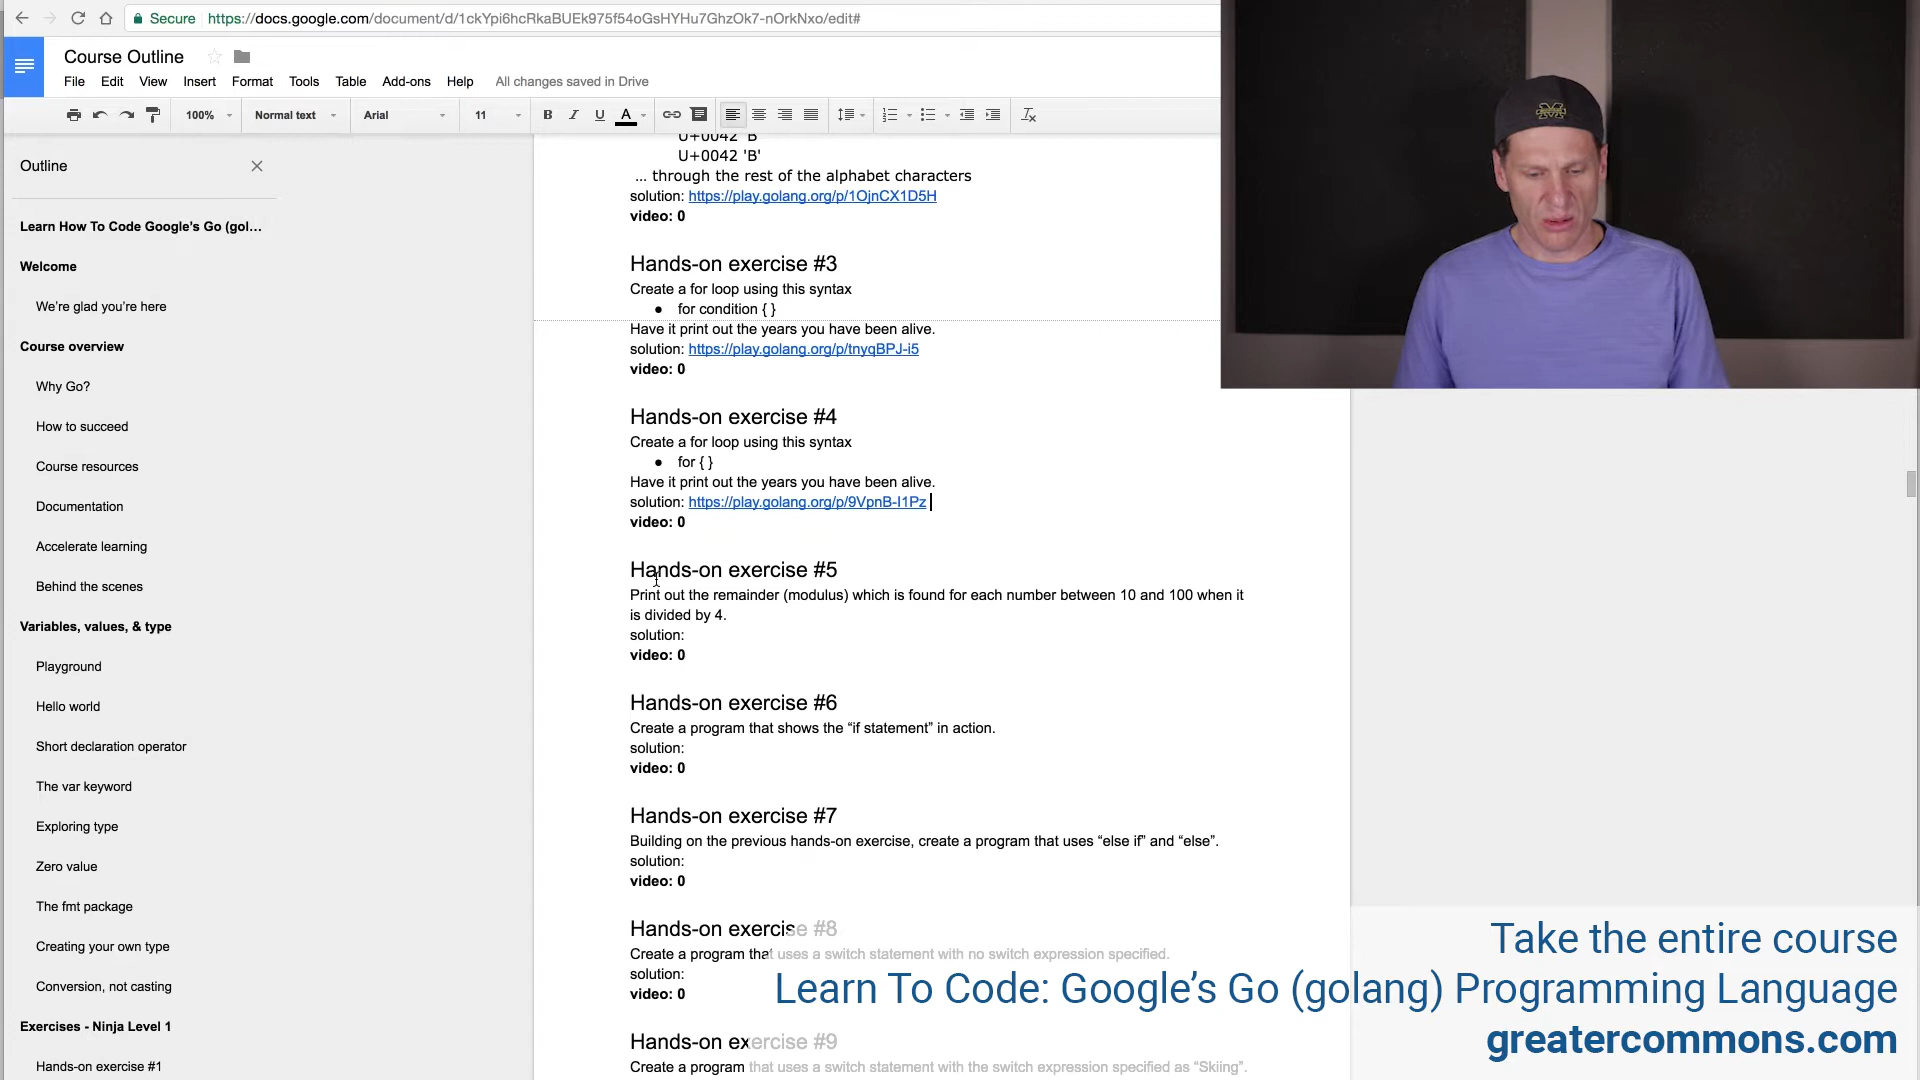 Secure https://docs.google.com/document/d/1ckYpi6hcRkaBUEk975f54oGsHYHu7GhzOk7-nOrkNxo/edit#
Course Outline
File Edit View Insert Format Tools Table Add-ons Help All changes saved in Drive
100% Normal text Arial 11 B I U A
Outline
Learn How To Code Google's Go (gol...
Welcome
We're glad you're here
Course overview
Why Go?
How to succeed
Course resources
Documentation
Accelerate learning
Behind the scenes
Variables, values, & type
Playground
Hello world
Short declaration operator
The var keyword
Exploring type
Zero value
The fmt package
Creating your own type
Conversion, not casting
Exercises - Ninja Level 1
Hands-on exercise #1
U+0042 'B'
U+0042 'B'
... through the rest of the alphabet characters
solution: https://play.golang.org/p/1OjnCX1D5H
video: 0
Hands-on exercise #3
Create a for loop using this syntax
● for condition { }
Have it print out the years you have been alive.
solution: https://play.golang.org/p/tnyqBPJ-i5
video: 0
Hands-on exercise #4
Create a for loop using this syntax
● for { }
Have it print out the years you have been alive.
solution: https://play.golang.org/p/9VpnB-I1Pz
video: 0
Hands-on exercise #5
Print out the remainder (modulus) which is found for each number between 10 and 100 when it
is divided by 4.
solution:
video: 0
Hands-on exercise #6
Create a program that shows the “if statement” in action.
solution:
video: 0
Hands-on exercise #7
Building on the previous hands-on exercise, create a program that uses “else if” and “else”.
solution:
video: 0
Hands-on exercise #8
Create a program that uses a switch statement with no switch expression specified.
solution:
video: 0
Hands-on exercise #9
Create a program that uses a switch statement with the switch expression specified as “Skiing”.
Take the entire course
Learn To Code: Google’s Go (golang) Programming Language
greatercommons.com